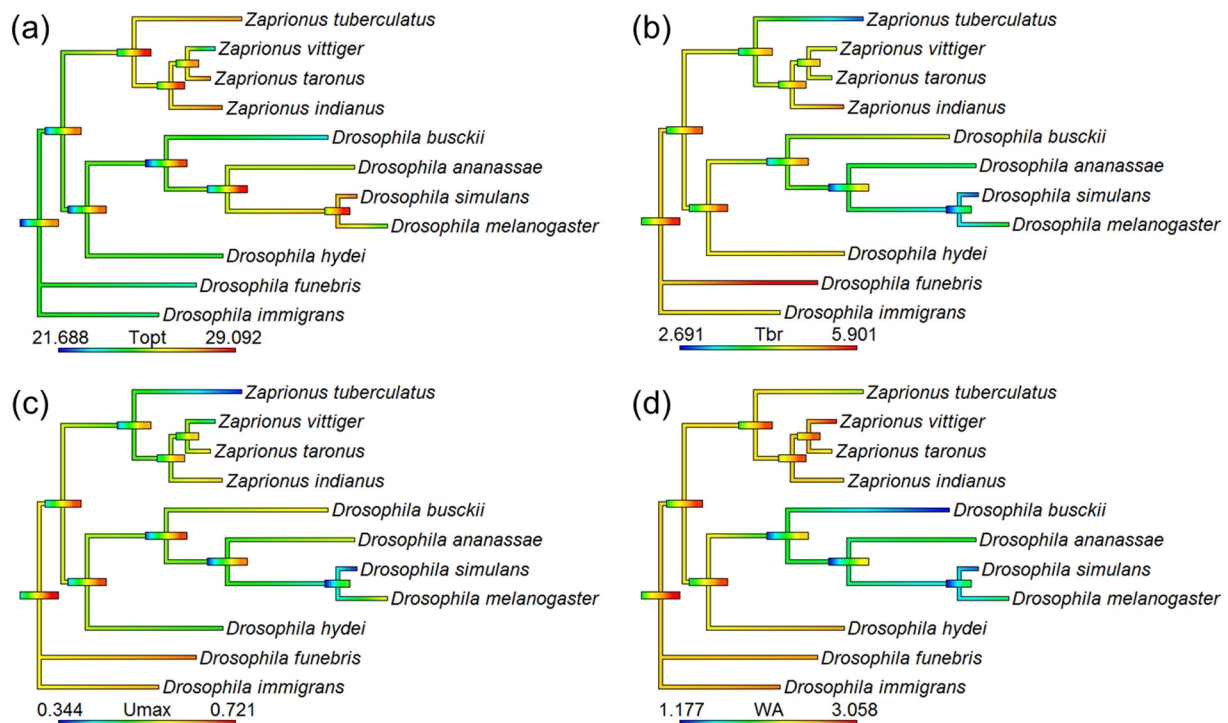 (a)
Zaprionus tuberculatus
Zaprionus vittiger
Zaprionus taronus
Zaprionus indianus
Drosophila busckii
Drosophila ananassae
Drosophila simulans
Drosophila melanogaster
Drosophila hydei
Drosophila funebris
Drosophila immigrans
21.688 Topt 29.092
(b)
Zaprionus tuberculatus
Zaprionus vittiger
Zaprionus taronus
Zaprionus indianus
Drosophila busckii
Drosophila ananassae
Drosophila simulans
Drosophila melanogaster
Drosophila hydei
Drosophila funebris
Drosophila immigrans
2.691 Tbr 5.901
(c)
Zaprionus tuberculatus
Zaprionus vittiger
Zaprionus taronus
Zaprionus indianus
Drosophila busckii
Drosophila ananassae
Drosophila simulans
Drosophila melanogaster
Drosophila hydei
Drosophila funebris
Drosophila immigrans
0.344 Umax 0.721
(d)
Zaprionus tuberculatus
Zaprionus vittiger
Zaprionus taronus
Zaprionus indianus
Drosophila busckii
Drosophila ananassae
Drosophila simulans
Drosophila melanogaster
Drosophila hydei
Drosophila funebris
Drosophila immigrans
1.177 WA 3.058